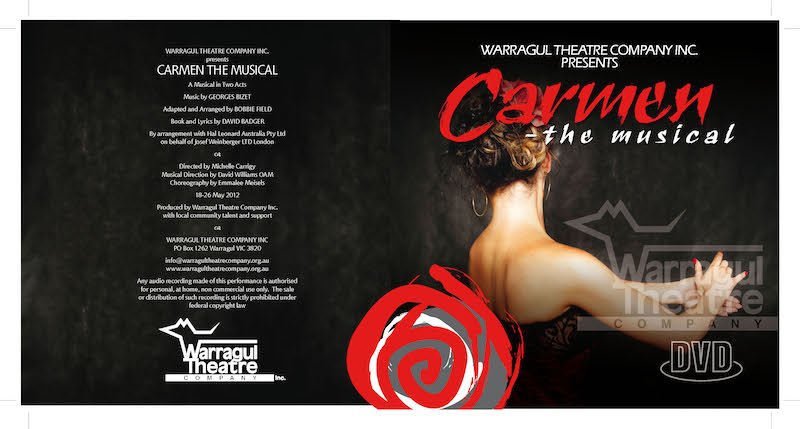 WARRAGUL THEATRE COMPANY INC.
presents
CARMEN THE MUSICAL
A Musical in Two Acts
Music by GEORGES BIZET
Adapted and Arranged by BOBBIE FIELD
Book and Lyrics by DAVID BADGER
By arrangement with Hal Leonard Australia Pty Ltd
on behalf of Josef Weinberger LTD London
Directed by Michelle Carrigy
Musical Direction by David Williams OAM
Choreography by Emmalee Meisels
18-26 May 2012
Produced by Warragul Theatre Company Inc.
with local community talent and support
WARRAGUL THEATRE COMPANY INC
PO Box 1262 Warragul VIC 3820
info@warragultheatrecompany.org.au
www.warragultheatrecompany.org.au
Any audio recording made of this performance is authorised
for personal, at home, non commercial use only. The sale
or distribution of such recording is strictly prohibited under
federal copyright law
Warragul
Theatre
COMPANY Inc.
WARRAGUL THEATRE COMPANY INC.
PRESENTS
Carmen
-the musical
Warragul
Theatre
COMPANY
DVD